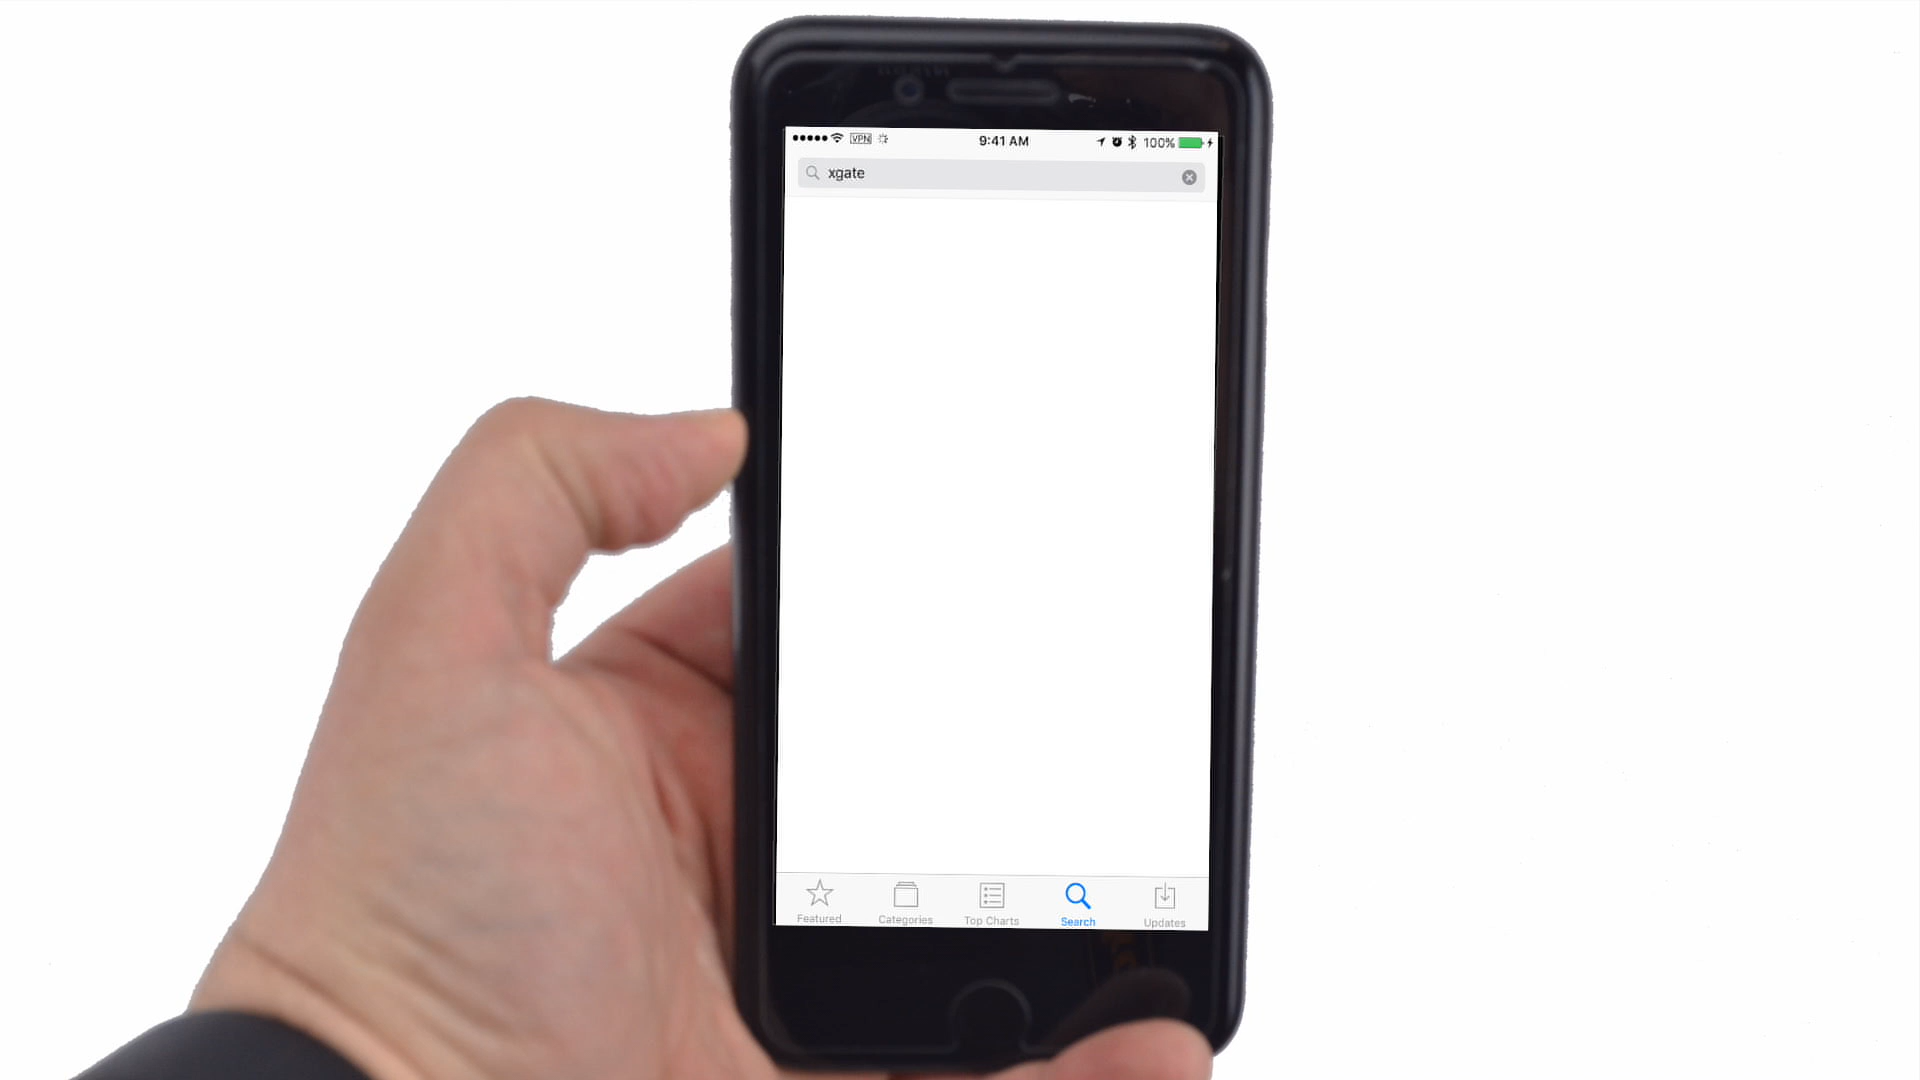 VPN 9:41 AM 100%
xgate
Featured Categories Top Charts Search Updates